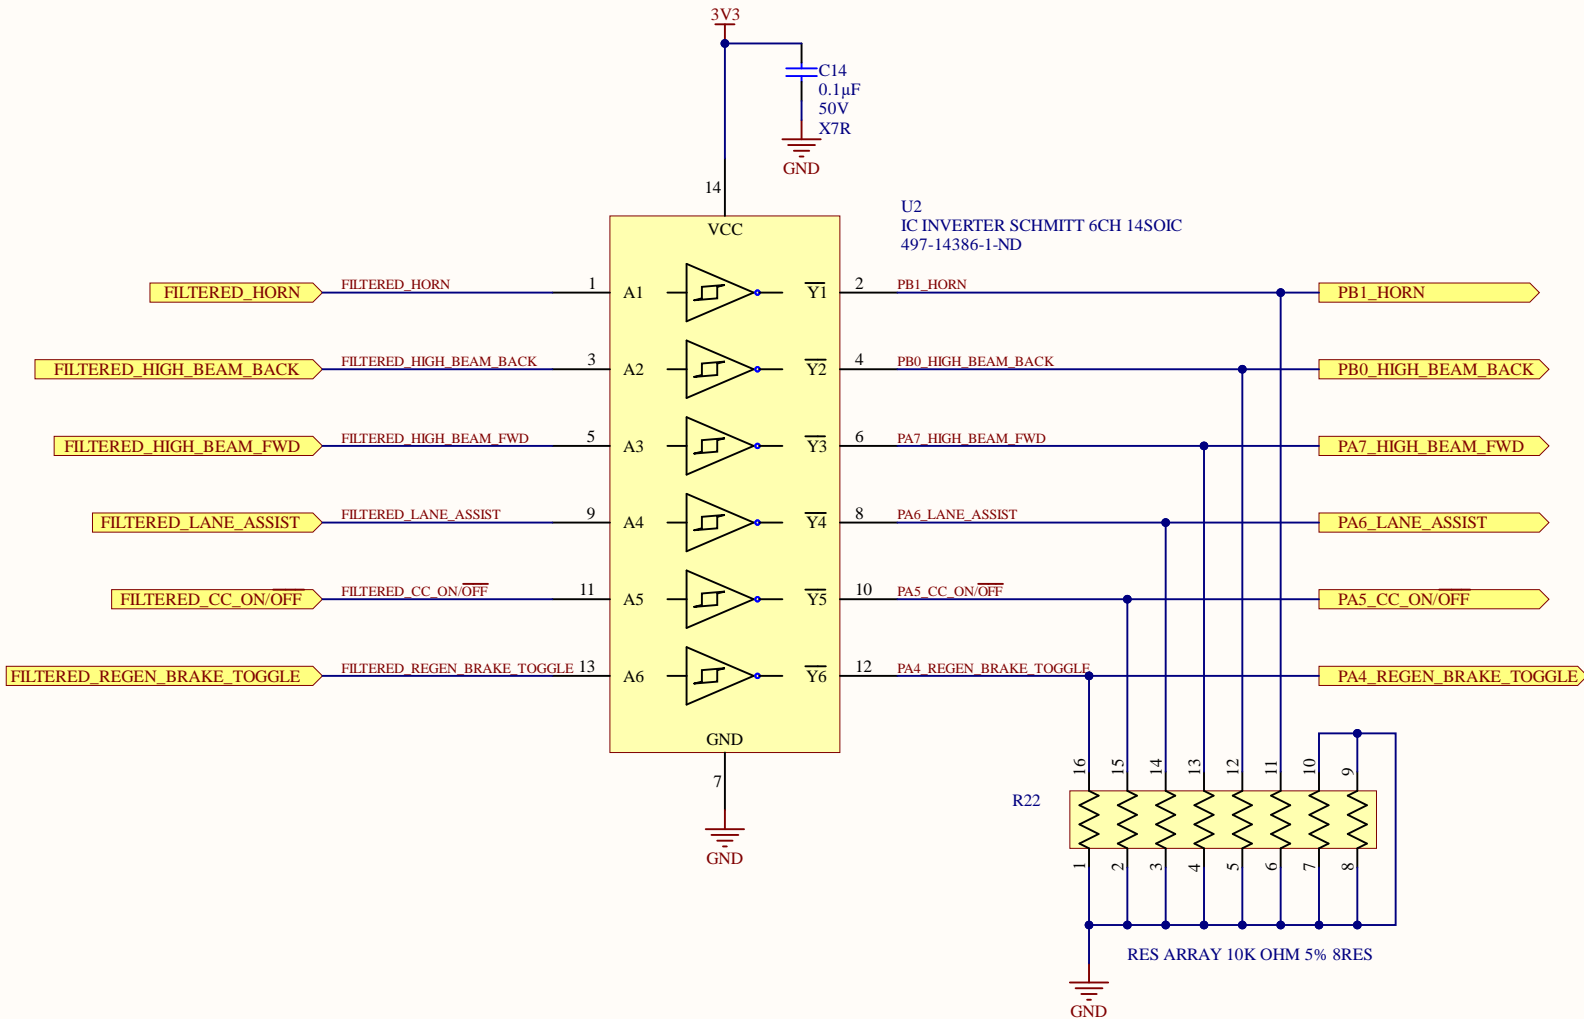 3V3
C14
0.1µF
50V
X7R
GND
14
U2
IC INVERTER SCHMITT 6CH 14SOIC
497-14386-1-ND
VCC
FILTERED_HORN FILTERED_HORN 1 A1 Y1 2 PB1_HORN PB1_HORN
FILTERED_HIGH_BEAM_BACK FILTERED_HIGH_BEAM_BACK 3 A2 Y2 4 PB0_HIGH_BEAM_BACK PB0_HIGH_BEAM_BACK
FILTERED_HIGH_BEAM_FWD FILTERED_HIGH_BEAM_FWD 5 A3 Y3 6 PA7_HIGH_BEAM_FWD PA7_HIGH_BEAM_FWD
FILTERED_LANE_ASSIST FILTERED_LANE_ASSIST 9 A4 Y4 8 PA6_LANE_ASSIST PA6_LANE_ASSIST
FILTERED_CC_ON/OFF FILTERED_CC_ON/OFF 11 A5 Y5 10 PA5_CC_ON/OFF PA5_CC_ON/OFF
FILTERED_REGEN_BRAKE_TOGGLE FILTERED_REGEN_BRAKE_TOGGLE 13 A6 Y6 12 PA4_REGEN_BRAKE_TOGGLE PA4_REGEN_BRAKE_TOGGLE
GND
7
GND
16 15 14 13 12 11 10 9
R22
1 2 3 4 5 6 7 8
RES ARRAY 10K OHM 5% 8RES
GND